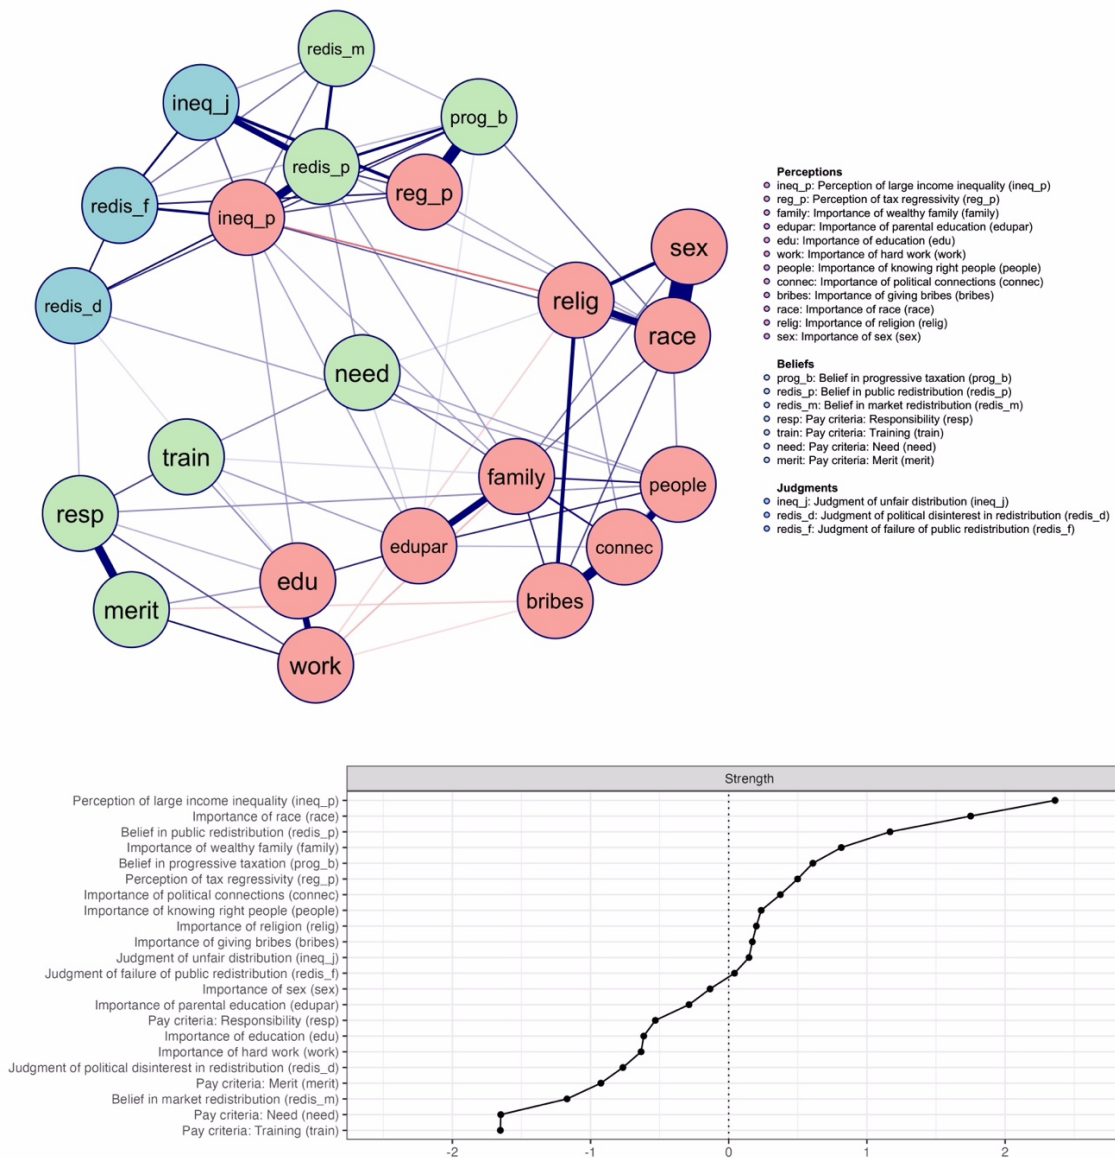 redis_m
ineq_j
prog_b
redis_p
reg_p
redis_f
ineq_p
sex
relig
redis_d
race
need
train
family
people
resp
edupar
connec
edu
bribes
merit
work
Perceptions
ineq_p: Perception of large income inequality (ineq_p)
reg_p: Perception of tax regressivity (reg_p)
family: Importance of wealthy family (family)
edupar: Importance of parental education (edupar)
edu: Importance of education (edu)
work: Importance of hard work (work)
people: Importance of knowing right people (people)
connec: Importance of political connections (connec)
bribes: Importance of giving bribes (bribes)
race: Importance of race (race)
relig: Importance of religion (relig)
sex: Importance of sex (sex)
Beliefs
prog_b: Belief in progressive taxation (prog_b)
redis_p: Belief in public redistribution (redis_p)
redis_m: Belief in market redistribution (redis_m)
resp: Pay criteria: Responsibility (resp)
train: Pay criteria: Training (train)
need: Pay criteria: Need (need)
merit: Pay criteria: Merit (merit)
Judgments
ineq_j: Judgment of unfair distribution (ineq_j)
redis_d: Judgment of political disinterest in redistribution (redis_d)
redis_f: Judgment of failure of public redistribution (redis_f)
Strength
Perception of large income inequality (ineq_p)
Importance of race (race)
Belief in public redistribution (redis_p)
Importance of wealthy family (family)
Belief in progressive taxation (prog_b)
Perception of tax regressivity (reg_p)
Importance of political connections (connec)
Importance of knowing right people (people)
Importance of religion (relig)
Importance of giving bribes (bribes)
Judgment of unfair distribution (ineq_j)
Judgment of failure of public redistribution (redis_f)
Importance of sex (sex)
Importance of parental education (edupar)
Pay criteria: Responsibility (resp)
Importance of education (edu)
Importance of hard work (work)
Judgment of political disinterest in redistribution (redis_d)
Pay criteria: Merit (merit)
Belief in market redistribution (redis_m)
Pay criteria: Need (need)
Pay criteria: Training (train)
-2 -1 0 1 2